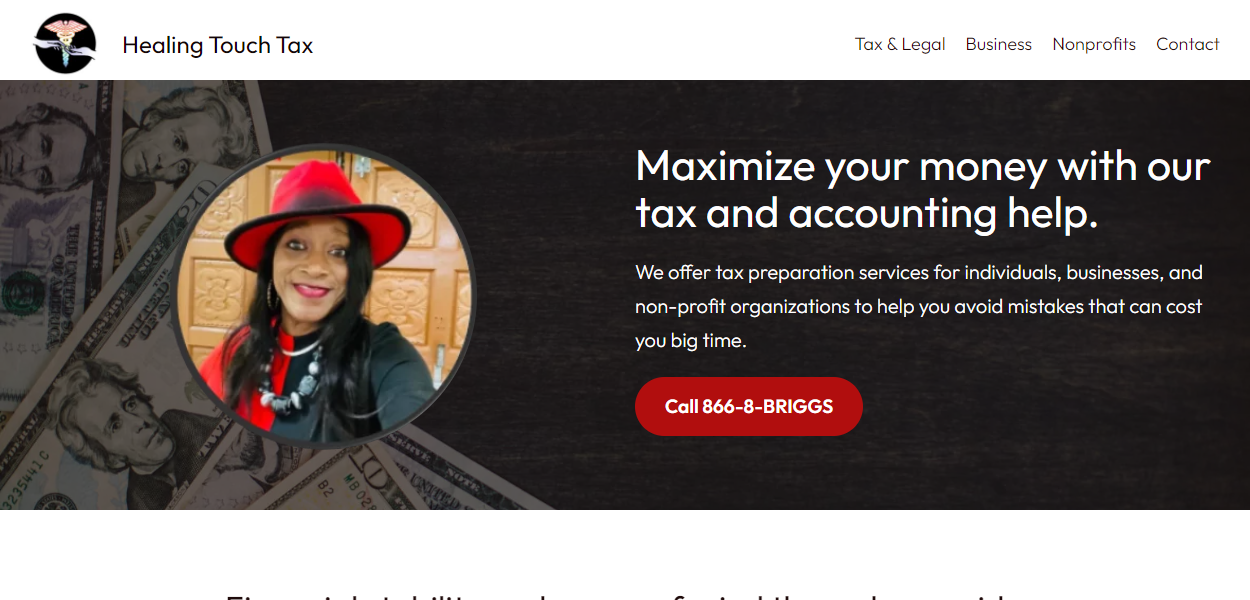 Healing Touch Tax
Tax & Legal Business Nonprofits Contact
Maximize your money with our
tax and accounting help.
We offer tax preparation services for individuals, businesses, and
non-profit organizations to help you avoid mistakes that can cost
you big time.
Call 866-8-BRIGGS